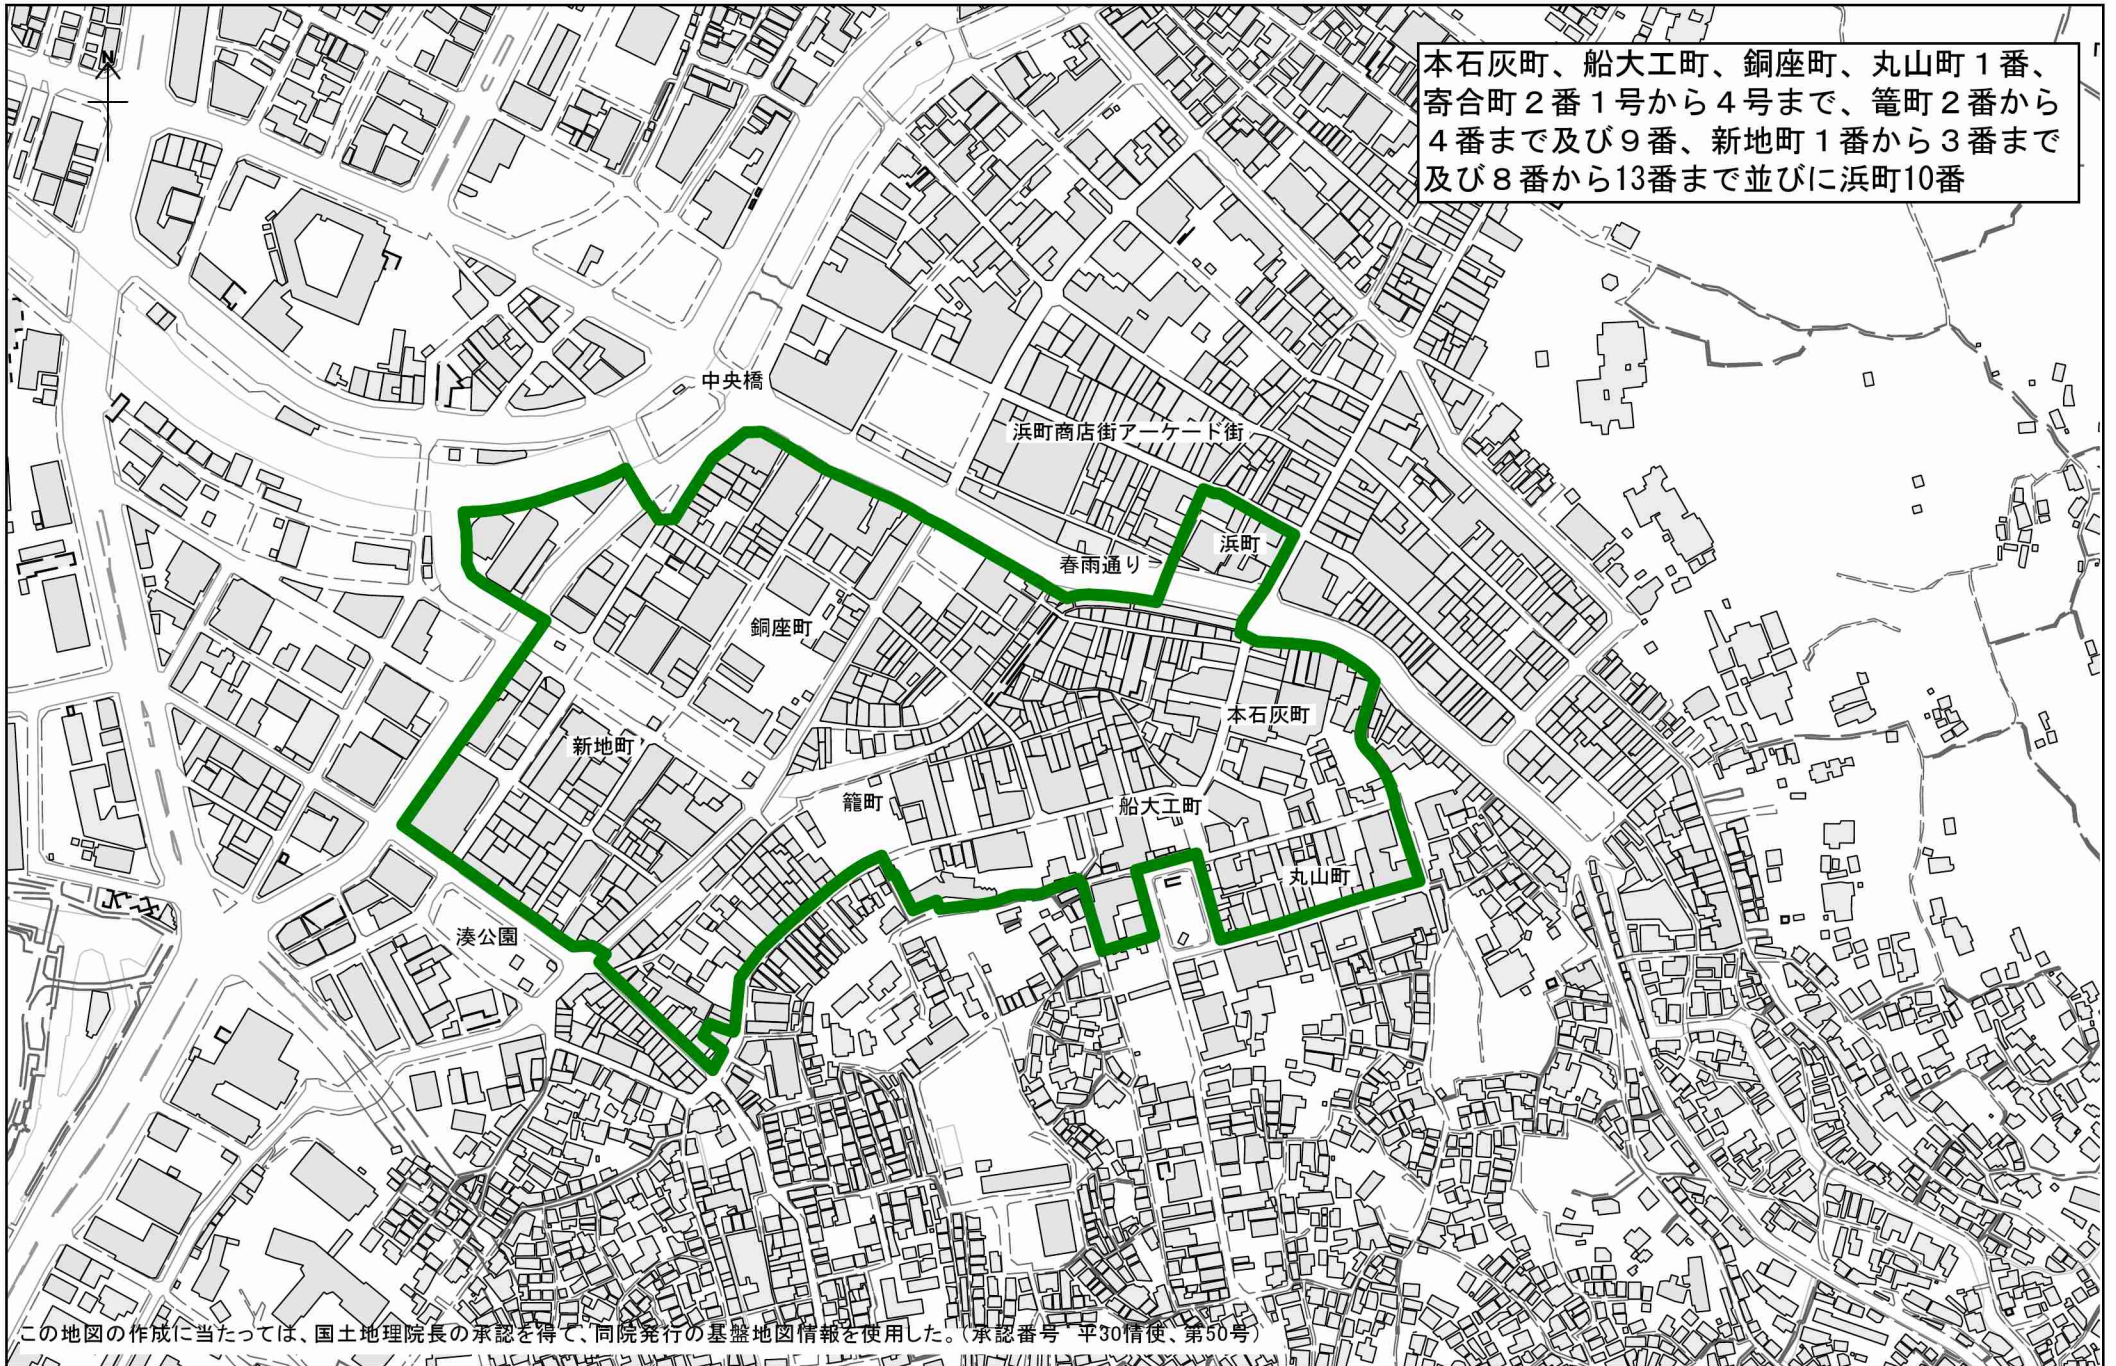 N
本石灰町、船大工町、銅座町、丸山町１番、
寄合町２番１号から４号まで、篭町２番から
４番まで及び９番、新地町１番から３番まで
及び８番から13番まで並びに浜町10番
中央橋
浜町商店街アーケード街
春雨通り
浜町
銅座町
本石灰町
新地町
籠町
船大工町
丸山町
湊公園
この地図の作成に当たっては、国土地理院長の承認を得て、同院発行の基盤地図情報を使用した。（承認番号　平30情使、第50号）